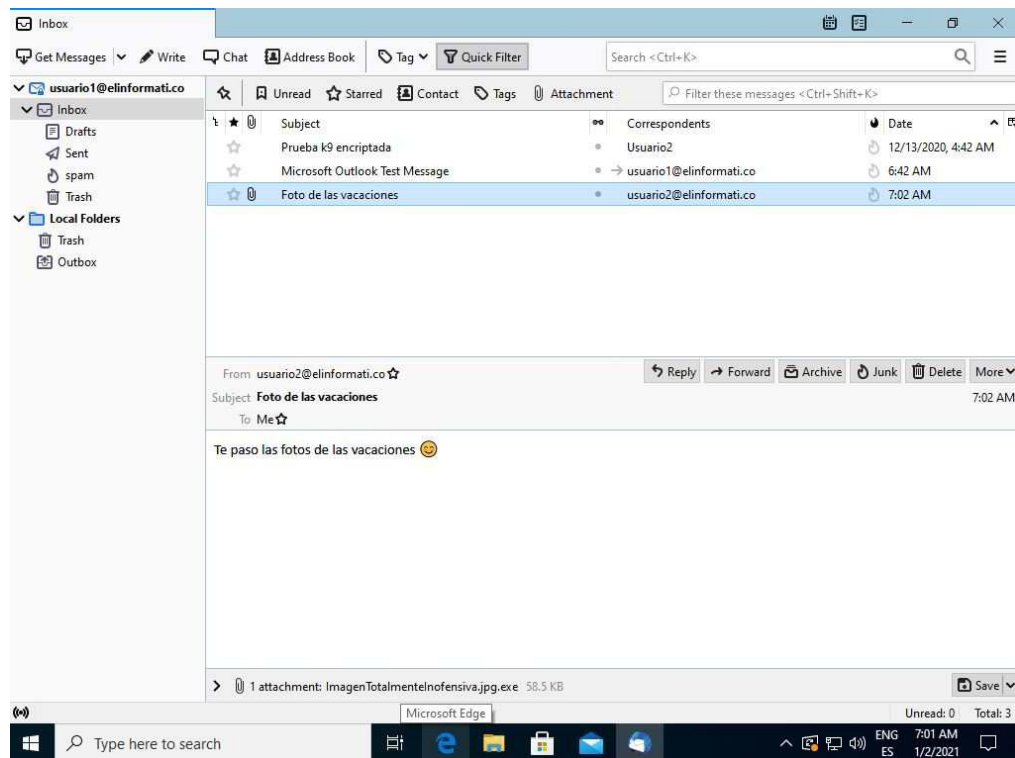 Inbox
Get Messages Write Chat Address Book Tag Quick Filter Search <Ctrl+K>
usuario1@elinformati.co
Inbox
Drafts
Sent
spam
Trash
Local Folders
Trash
Outbox
Unread Starred Contact Tags Attachment Filter these messages <Ctrl+Shift+K>
Subject Correspondents Date
Prueba k9 encriptada Usuario2 12/13/2020, 4:42 AM
Microsoft Outlook Test Message usuario1@elinformati.co 6:42 AM
Foto de las vacaciones usuario2@elinformati.co 7:02 AM
From usuario2@elinformati.co Reply Forward Archive Junk Delete More
Subject Foto de las vacaciones 7:02 AM
To Me
Te paso las fotos de las vacaciones
1 attachment: ImagenTotalmenteInofensiva.jpg.exe 58.5 KB Save
Microsoft Edge Unread: 0 Total: 3
Type here to search ENG 7:01 AM
ES 1/2/2021